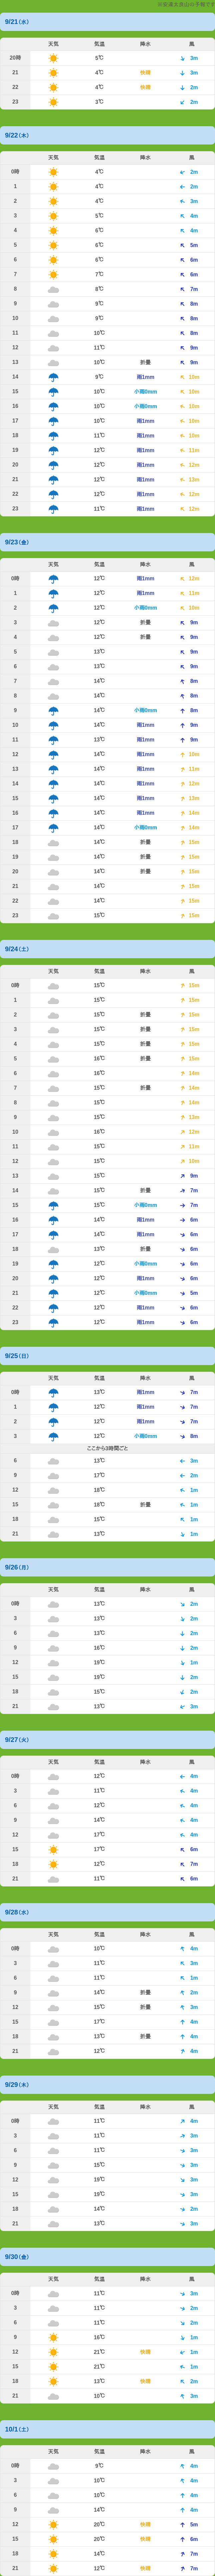 9/21(水)
天気 気温 降水 風
20時 5℃ 3m
21 4℃ 快晴 3m
22 4℃ 快晴 2m
23 3℃ 2m
9/22(木)
天気 気温 降水 風
0時 4℃ 2m
1 4℃ 2m
2 4℃ 3m
3 5℃ 4m
4 6℃ 4m
5 6℃ 5m
6 6℃ 6m
7 7℃ 6m
8 8℃ 7m
9 9℃ 8m
10 9℃ 8m
11 10℃ 8m
12 11℃ 9m
13 10℃ 折曇 9m
14 9℃ 雨1mm 10m
15 10℃ 小雨0mm 10m
16 10℃ 小雨0mm 10m
17 10℃ 雨1mm 10m
18 11℃ 雨1mm 10m
19 12℃ 雨1mm 11m
20 12℃ 雨1mm 12m
21 12℃ 雨1mm 13m
22 12℃ 雨1mm 12m
23 11℃ 雨1mm 12m
9/23(金)
天気 気温 降水 風
0時 12℃ 雨1mm 12m
1 12℃ 雨1mm 11m
2 12℃ 小雨0mm 10m
3 12℃ 折曇 9m
4 12℃ 折曇 9m
5 13℃ 9m
6 13℃ 9m
7 14℃ 8m
8 14℃ 8m
9 14℃ 小雨0mm 8m
10 14℃ 雨1mm 9m
11 13℃ 雨1mm 9m
12 14℃ 雨1mm 10m
13 14℃ 雨1mm 11m
14 14℃ 雨1mm 12m
15 14℃ 雨1mm 13m
16 14℃ 雨1mm 14m
17 14℃ 小雨0mm 14m
18 14℃ 折曇 15m
19 14℃ 折曇 15m
20 14℃ 折曇 15m
21 14℃ 15m
22 14℃ 15m
23 15℃ 15m
9/24(土)
天気 気温 降水 風
0時 15℃ 15m
1 15℃ 15m
2 15℃ 折曇 15m
3 15℃ 折曇 15m
4 15℃ 折曇 15m
5 16℃ 折曇 15m
6 16℃ 14m
7 15℃ 折曇 14m
8 15℃ 14m
9 15℃ 13m
10 16℃ 12m
11 15℃ 11m
12 15℃ 10m
13 15℃ 9m
14 15℃ 折曇 7m
15 15℃ 小雨0mm 7m
16 14℃ 雨1mm 6m
17 14℃ 雨1mm 6m
18 13℃ 折曇 6m
19 12℃ 小雨0mm 6m
20 12℃ 雨1mm 6m
21 12℃ 小雨0mm 5m
22 12℃ 雨1mm 6m
23 12℃ 雨1mm 6m
9/25(日)
天気 気温 降水 風
0時 13℃ 雨1mm 7m
1 12℃ 雨1mm 7m
2 12℃ 雨1mm 7m
3 12℃ 小雨0mm 8m
ここから3時間ごと
6 13℃ 3m
9 17℃ 2m
12 18℃ 1m
15 18℃ 折曇 1m
18 15℃ 1m
21 13℃ 1m
9/26(月)
天気 気温 降水 風
0時 13℃ 2m
3 13℃ 2m
6 13℃ 2m
9 16℃ 2m
12 19℃ 1m
15 19℃ 2m
18 15℃ 2m
21 13℃ 3m
9/27(火)
天気 気温 降水 風
0時 12℃ 4m
3 11℃ 4m
6 12℃ 4m
9 14℃ 4m
12 17℃ 4m
15 17℃ 6m
18 12℃ 7m
21 11℃ 6m
9/28(水)
天気 気温 降水 風
0時 10℃ 4m
3 11℃ 3m
6 11℃ 1m
9 14℃ 折曇 2m
12 15℃ 折曇 3m
15 17℃ 4m
18 13℃ 折曇 4m
21 12℃ 4m
9/29(木)
天気 気温 降水 風
0時 11℃ 4m
3 11℃ 3m
6 11℃ 3m
9 15℃ 3m
12 19℃ 3m
15 19℃ 3m
18 14℃ 2m
21 13℃ 3m
9/30(金)
天気 気温 降水 風
0時 11℃ 3m
3 11℃ 2m
6 11℃ 2m
9 16℃ 1m
12 21℃ 快晴 1m
15 21℃ 1m
18 13℃ 快晴 2m
21 10℃ 3m
10/1(土)
天気 気温 降水 風
0時 9℃ 4m
3 10℃ 4m
6 10℃ 4m
9 14℃ 4m
12 20℃ 快晴 5m
15 20℃ 快晴 6m
18 14℃ 7m
21 12℃ 快晴 7m